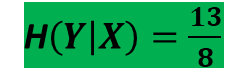 H(Y|X) = 13/8